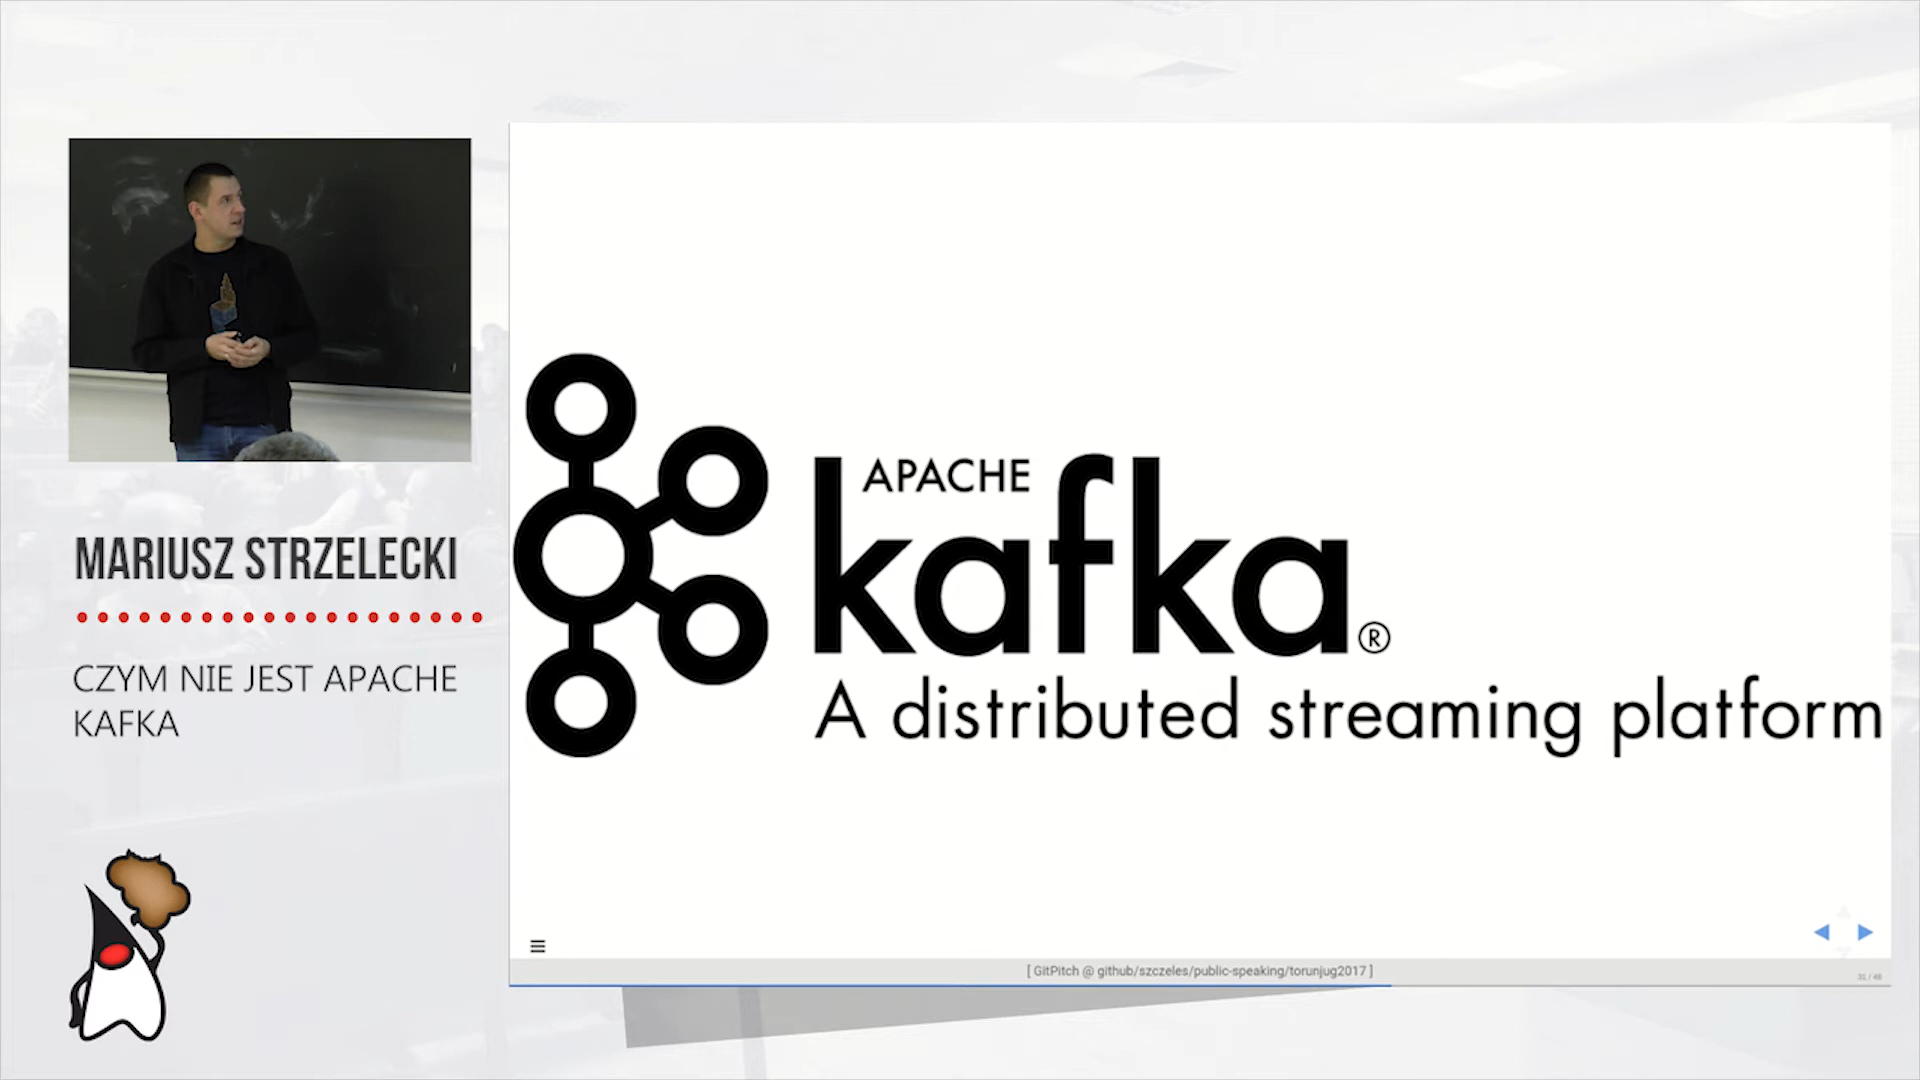 MARIUSZ STRZELECKI
CZYM NIE JEST APACHE
KAFKA
APACHE
kafka®
A distributed streaming platform
[ GitPitch @ github/szczeles/public-speaking/torunjug2017 ]